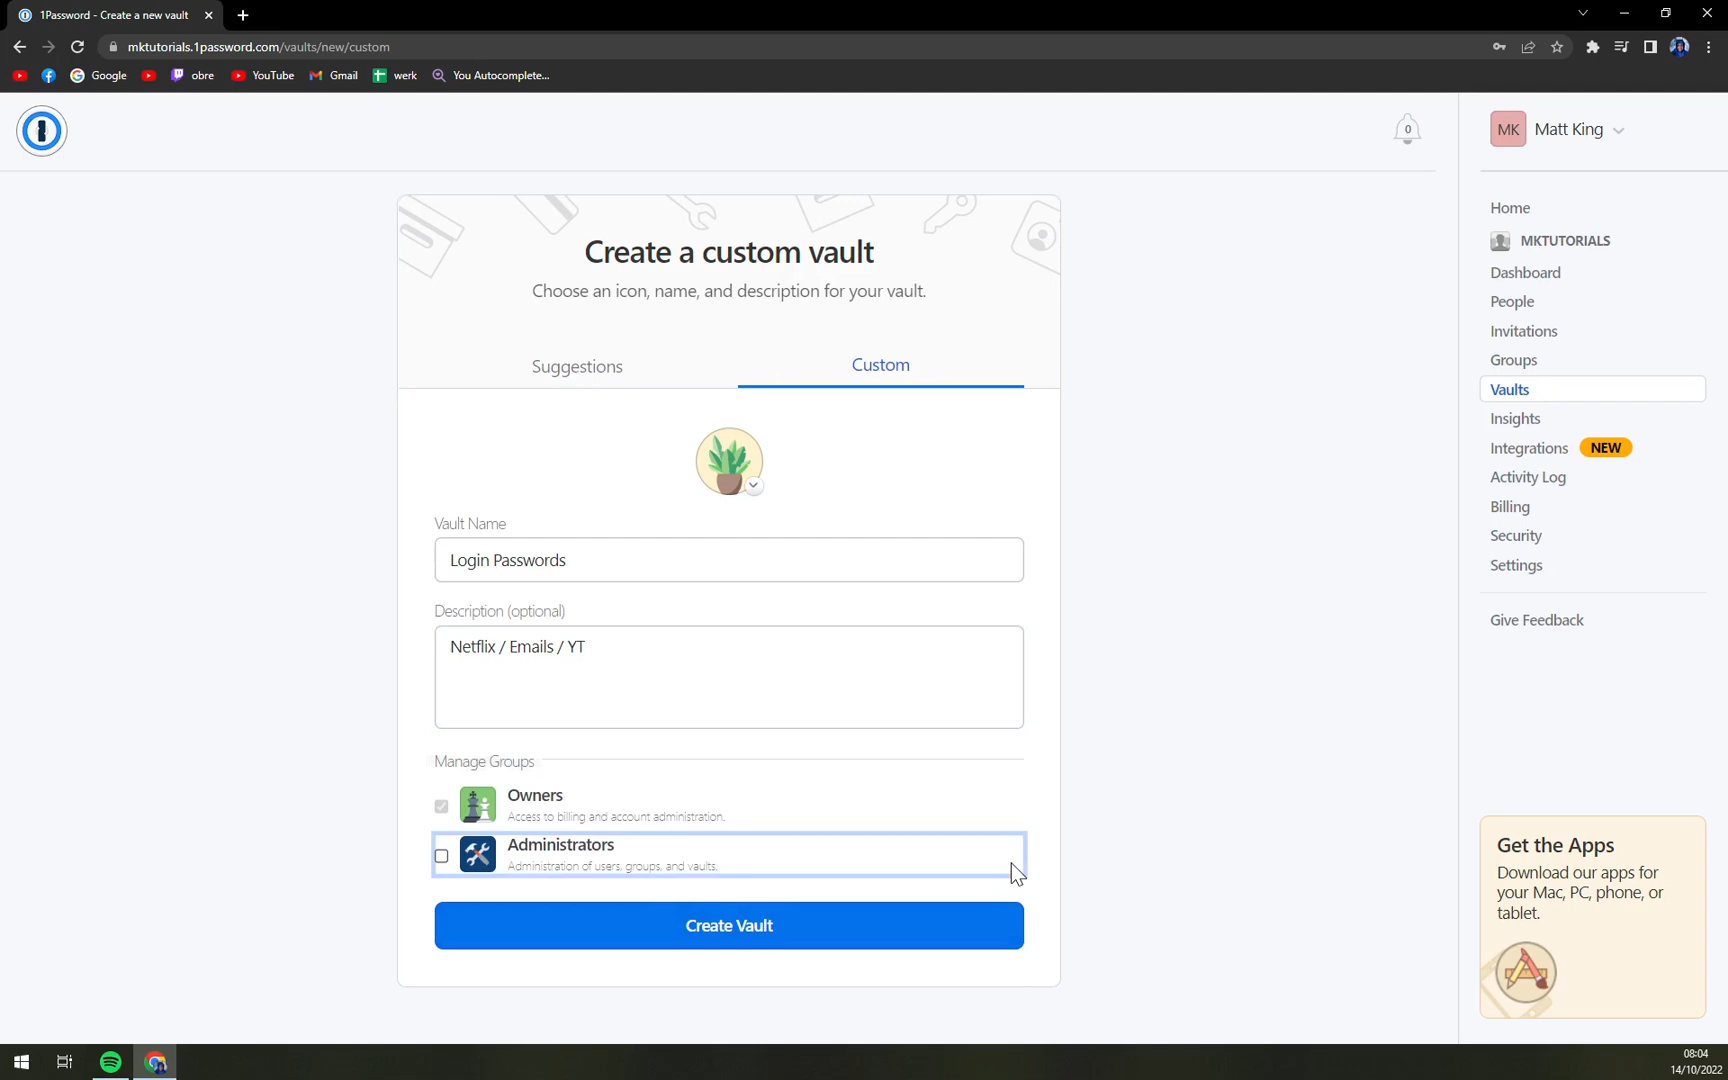 1Password - Create a new vault
mktutorials.1password.com/vaults/new/custom
Google
obre
YouTube
Gmail
werk
You Autocomplete...
0
MK Matt King
Create a custom vault
Choose an icon, name, and description for your vault.
Suggestions
Custom
Vault Name
Login Passwords
Description (optional)
Netflix / Emails / YT
Manage Groups
Owners
Access to billing and account administration.
Administrators
Administration of users, groups, and vaults.
Create Vault
Home
MKTUTORIALS
Dashboard
People
Invitations
Groups
Vaults
Insights
Integrations NEW
Activity Log
Billing
Security
Settings
Give Feedback
Get the Apps
Download our apps for
your Mac, PC, phone, or
tablet.
08:04
14/10/2022